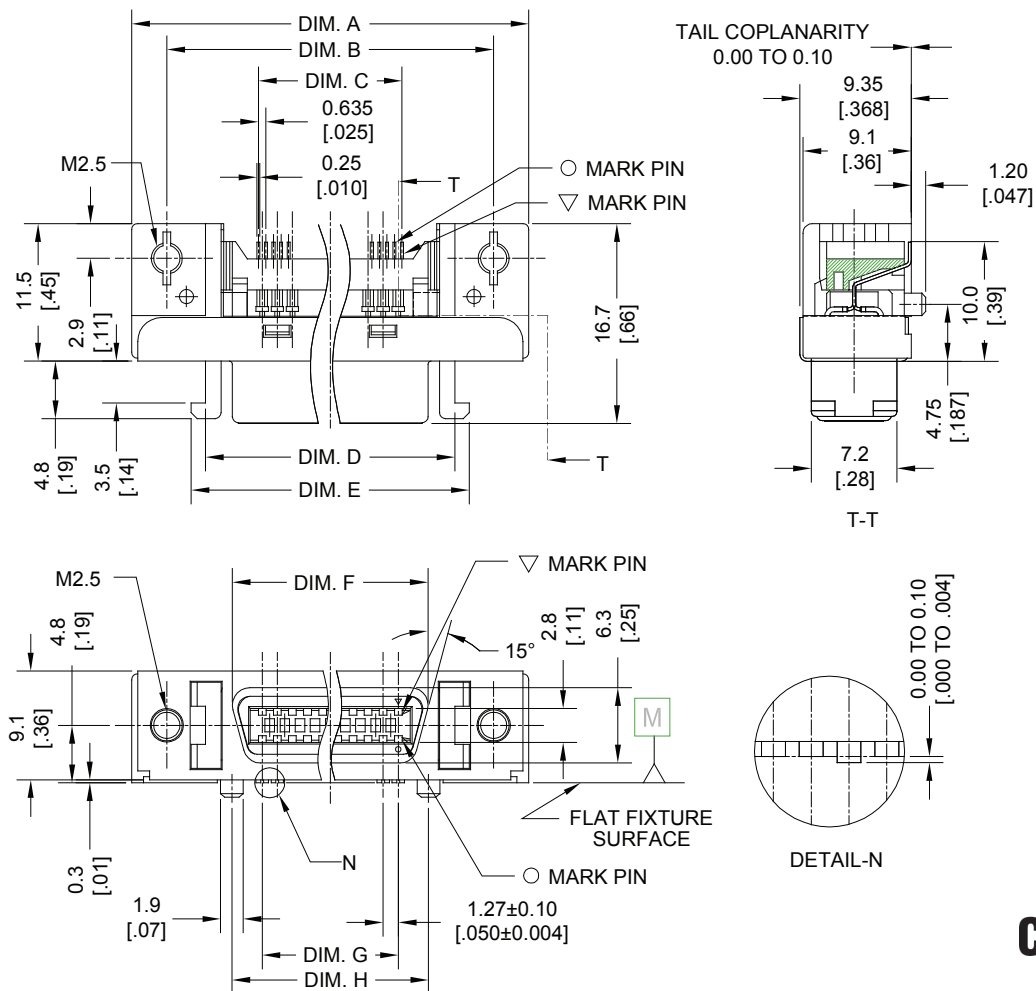 DIM. A
DIM. B
DIM. C
0.635
[.025]
0.25
[.010]
M2.5
T
○ MARK PIN
▽ MARK PIN
11.5
[.45]
2.9
[.11]
16.7
[.66]
4.8
[.19]
3.5
[.14]
DIM. D
DIM. E
T
TAIL COPLANARITY
0.00 TO 0.10
9.35
[.368]
9.1
[.36]
1.20
[.047]
10.0
[.39]
4.75
[.187]
7.2
[.28]
T-T
M2.5
DIM. F
▽ MARK PIN
2.8
[.11]
6.3
[.25]
15°
4.8
[.19]
9.1
[.36]
M
FLAT FIXTURE
SURFACE
○ MARK PIN
N
0.3
[.01]
1.9
[.07]
1.27±0.10
[.050±0.004]
DIM. G
DIM. H
0.00 TO 0.10
[.000 TO .004]
DETAIL-N
C